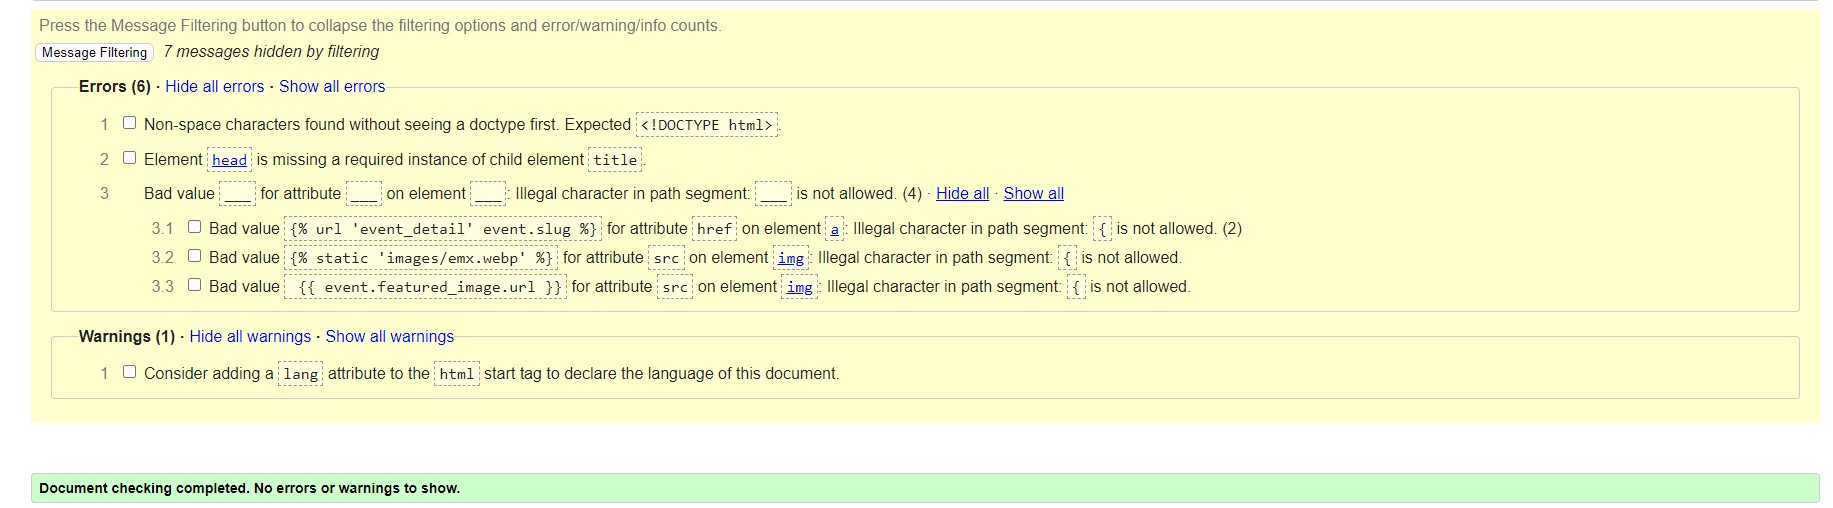 Press the Message Filtering button to collapse the filtering options and error/warning/info counts.
Message Filtering 7 messages hidden by filtering
Errors (6) · Hide all errors · Show all errors
1 Non-space characters found without seeing a doctype first. Expected <!DOCTYPE html>.
2 Element head is missing a required instance of child element title.
3 Bad value ___ for attribute ___ on element ___: Illegal character in path segment: ___ is not allowed. (4) · Hide all · Show all
3.1 Bad value {% url 'event_detail' event.slug %} for attribute href on element a: Illegal character in path segment: { is not allowed. (2)
3.2 Bad value {% static 'images/emx.webp' %} for attribute src on element img: Illegal character in path segment: { is not allowed.
3.3 Bad value {{ event.featured_image.url }} for attribute src on element img: Illegal character in path segment: { is not allowed.
Warnings (1) · Hide all warnings · Show all warnings
1 Consider adding a lang attribute to the html start tag to declare the language of this document.
Document checking completed. No errors or warnings to show.